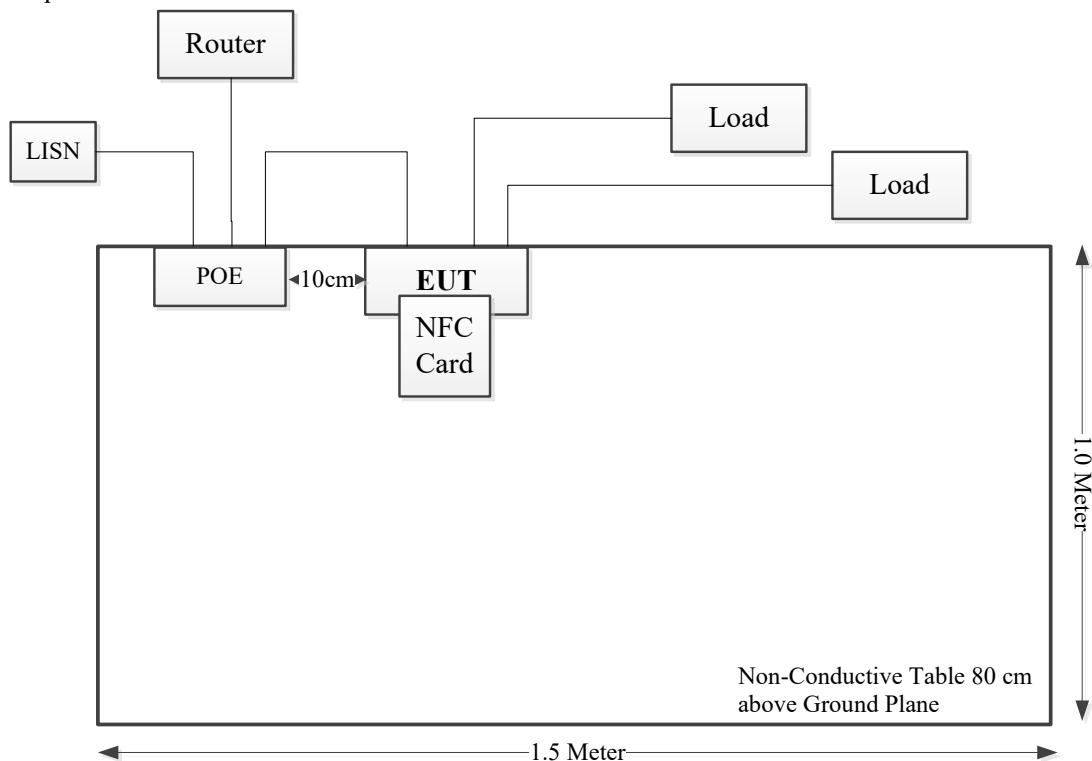 Router
LISN
Load
Load
POE
10cm
EUT
NFC
Card
1.0 Meter
Non-Conductive Table 80 cm
above Ground Plane
1.5 Meter